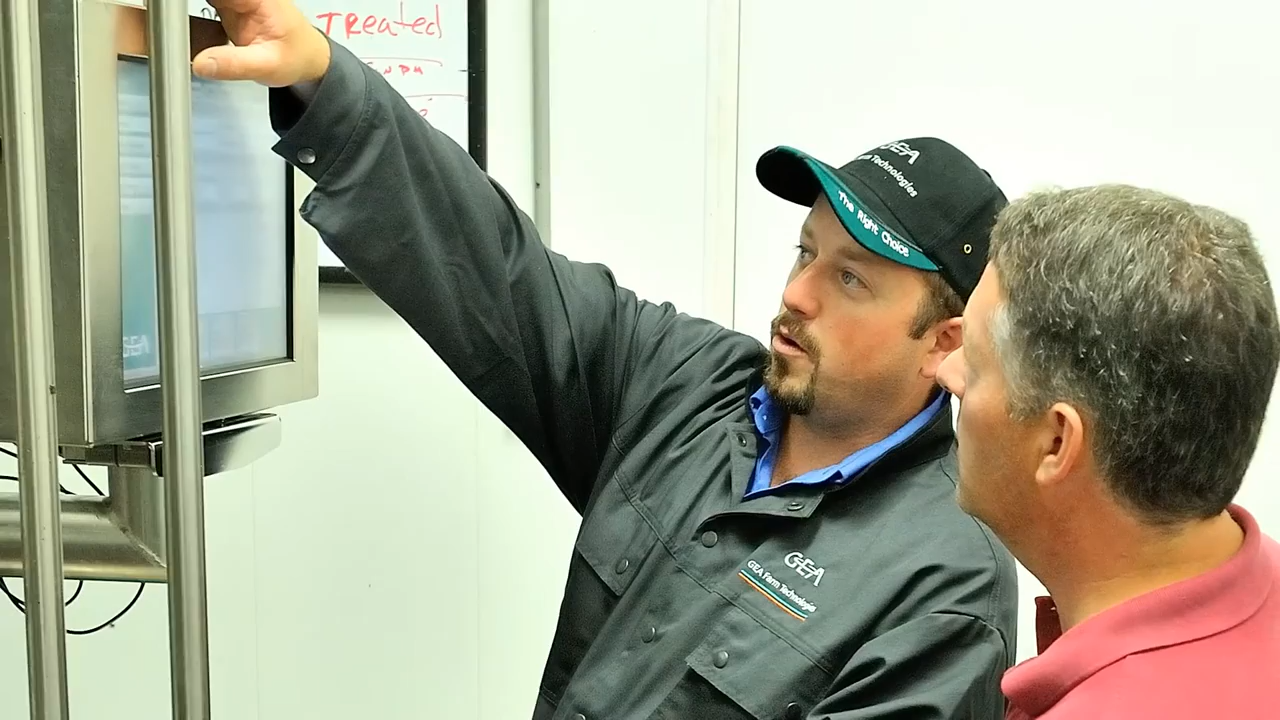 TReated
GEA
GEA
Farm Technologies
The Right Choice
GEA
GEA Farm Technologies